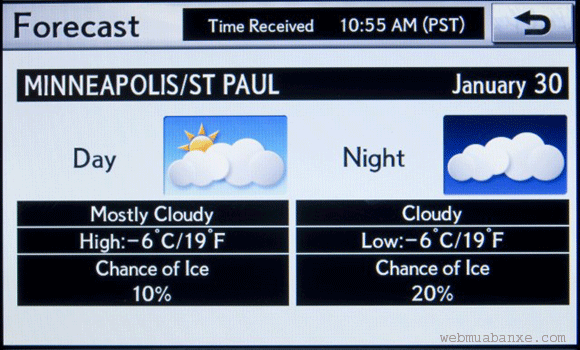 Forecast
Time Received 10:55 AM (PST)
MINNEAPOLIS/ST PAUL January 30
Day Night
Mostly Cloudy Cloudy
High:-6°C/19°F Low:-6°C/19°F
Chance of Ice Chance of Ice
10% 20%
webmuabanxe.com